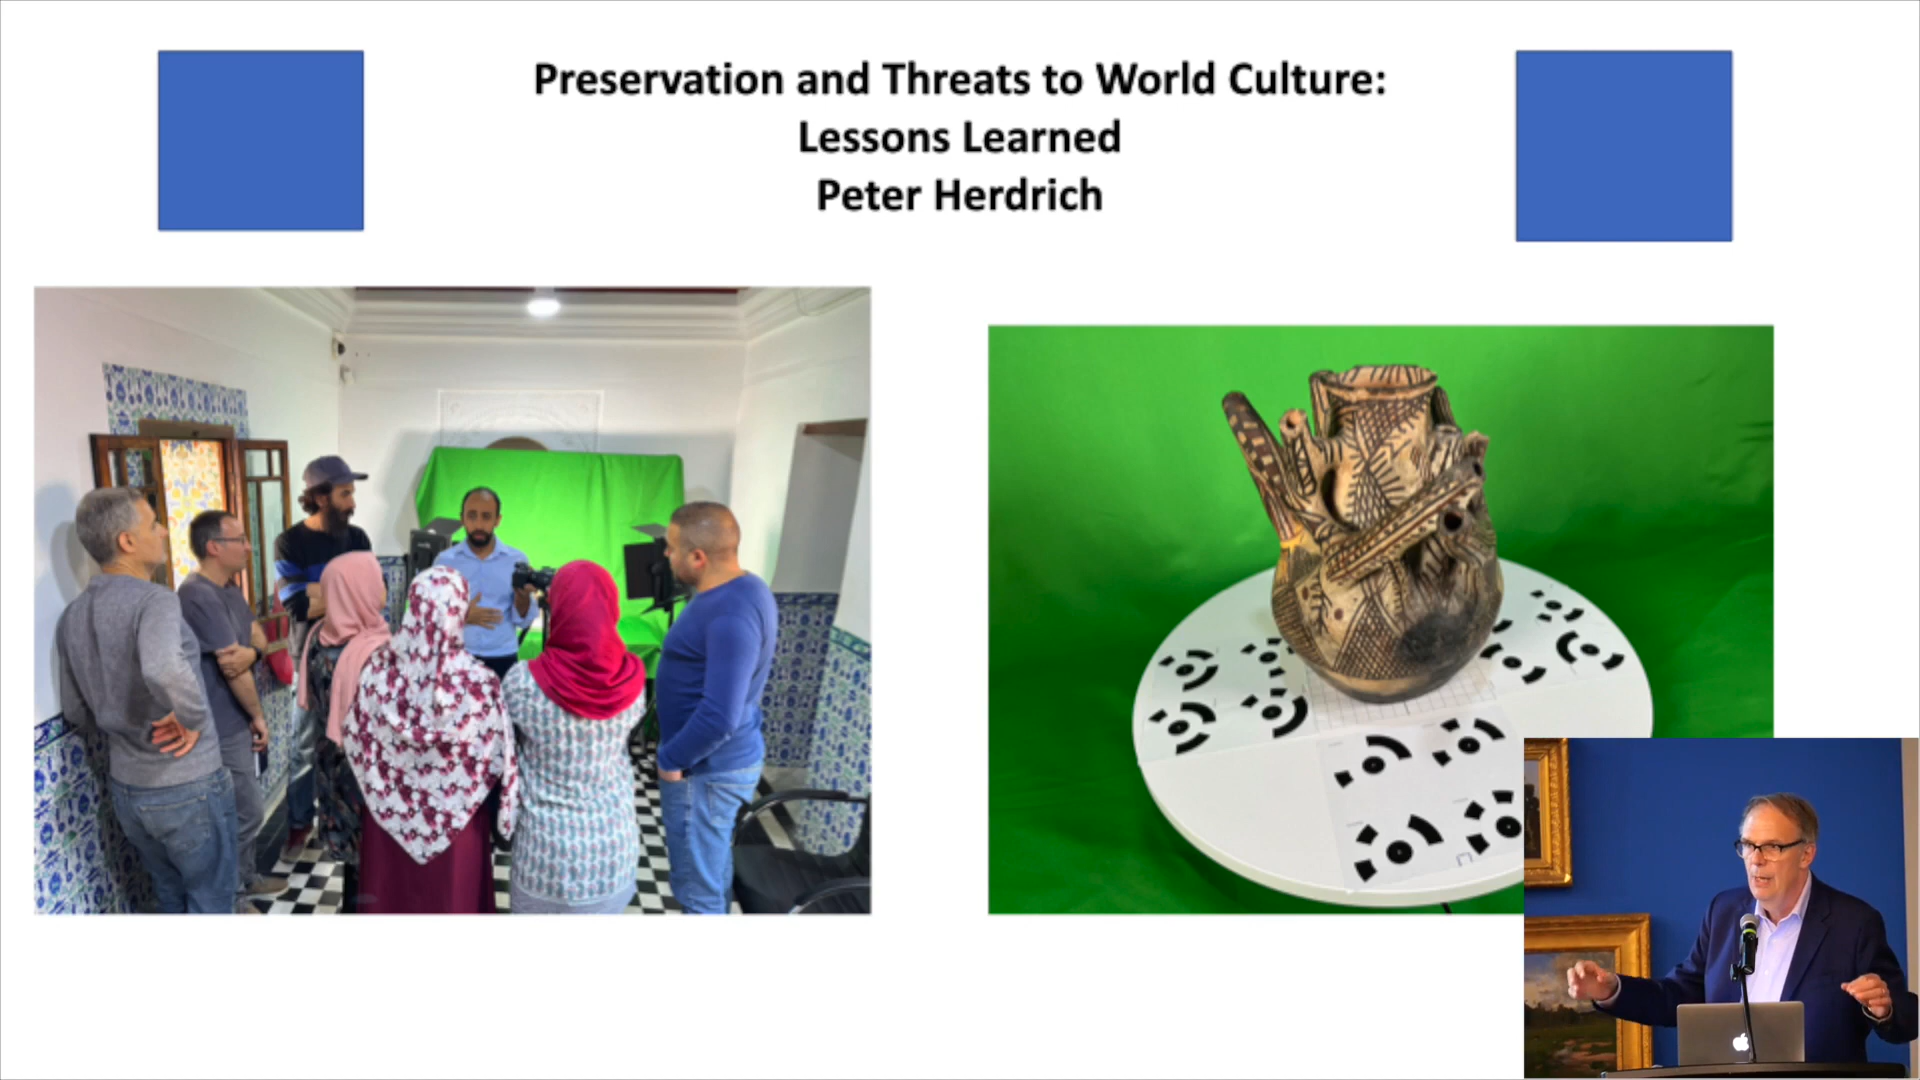 Preservation and Threats to World Culture:
Lessons Learned
Peter Herdrich